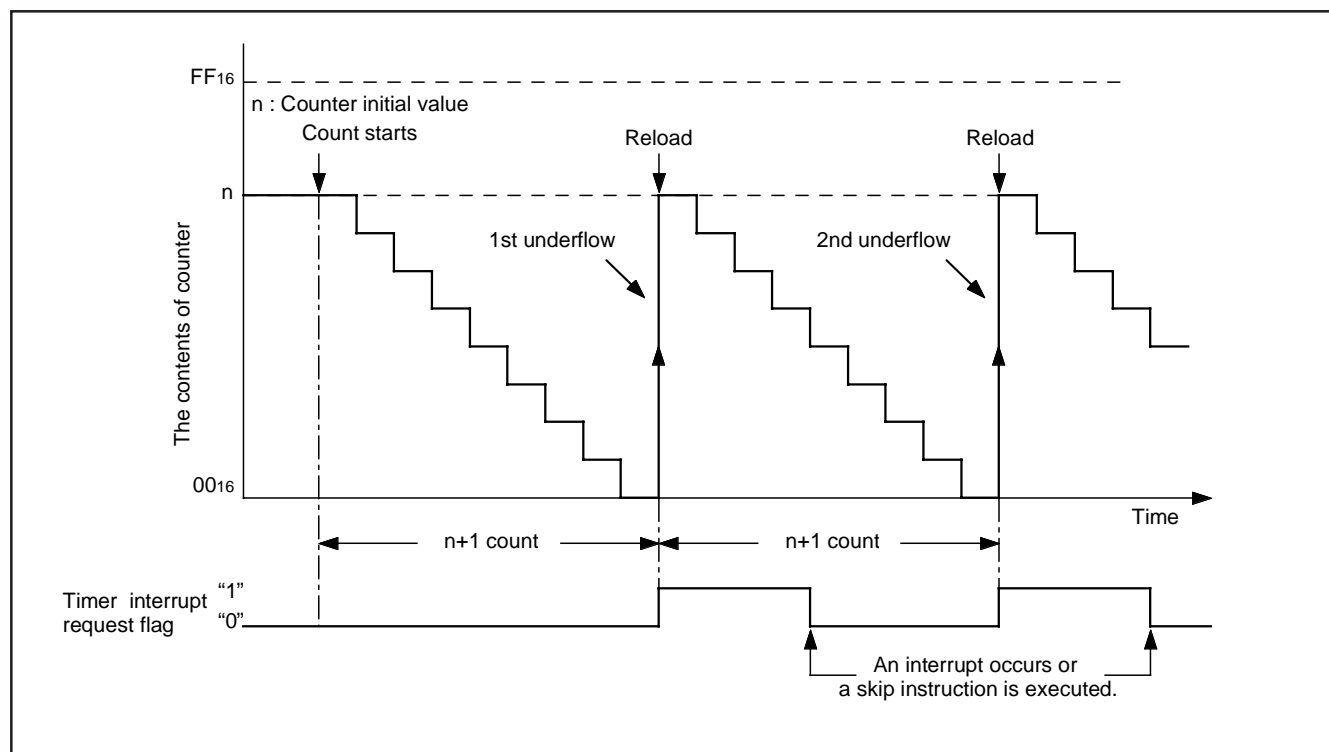 FF16
n : Counter initial value
Count starts
Reload
Reload
n
1st underflow
2nd underflow
The contents of counter
0016
Time
n+1 count
n+1 count
Timer interrupt
request flag
“1”
“0”
An interrupt occurs or
a skip instruction is executed.